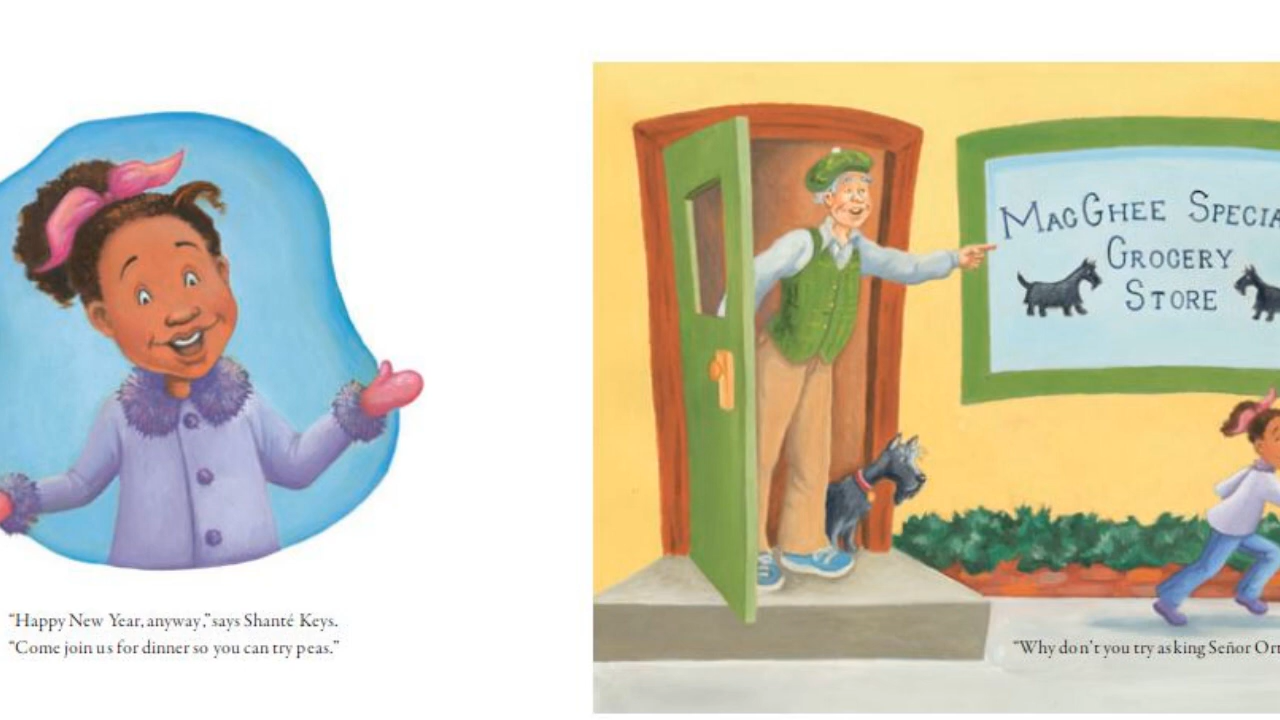 “Happy New Year, anyway,” says Shanté Keys.
“Come join us for dinner so you can try peas.”
MACGHEE
GROCERY
STORE
“Why don’t you try asking Señor